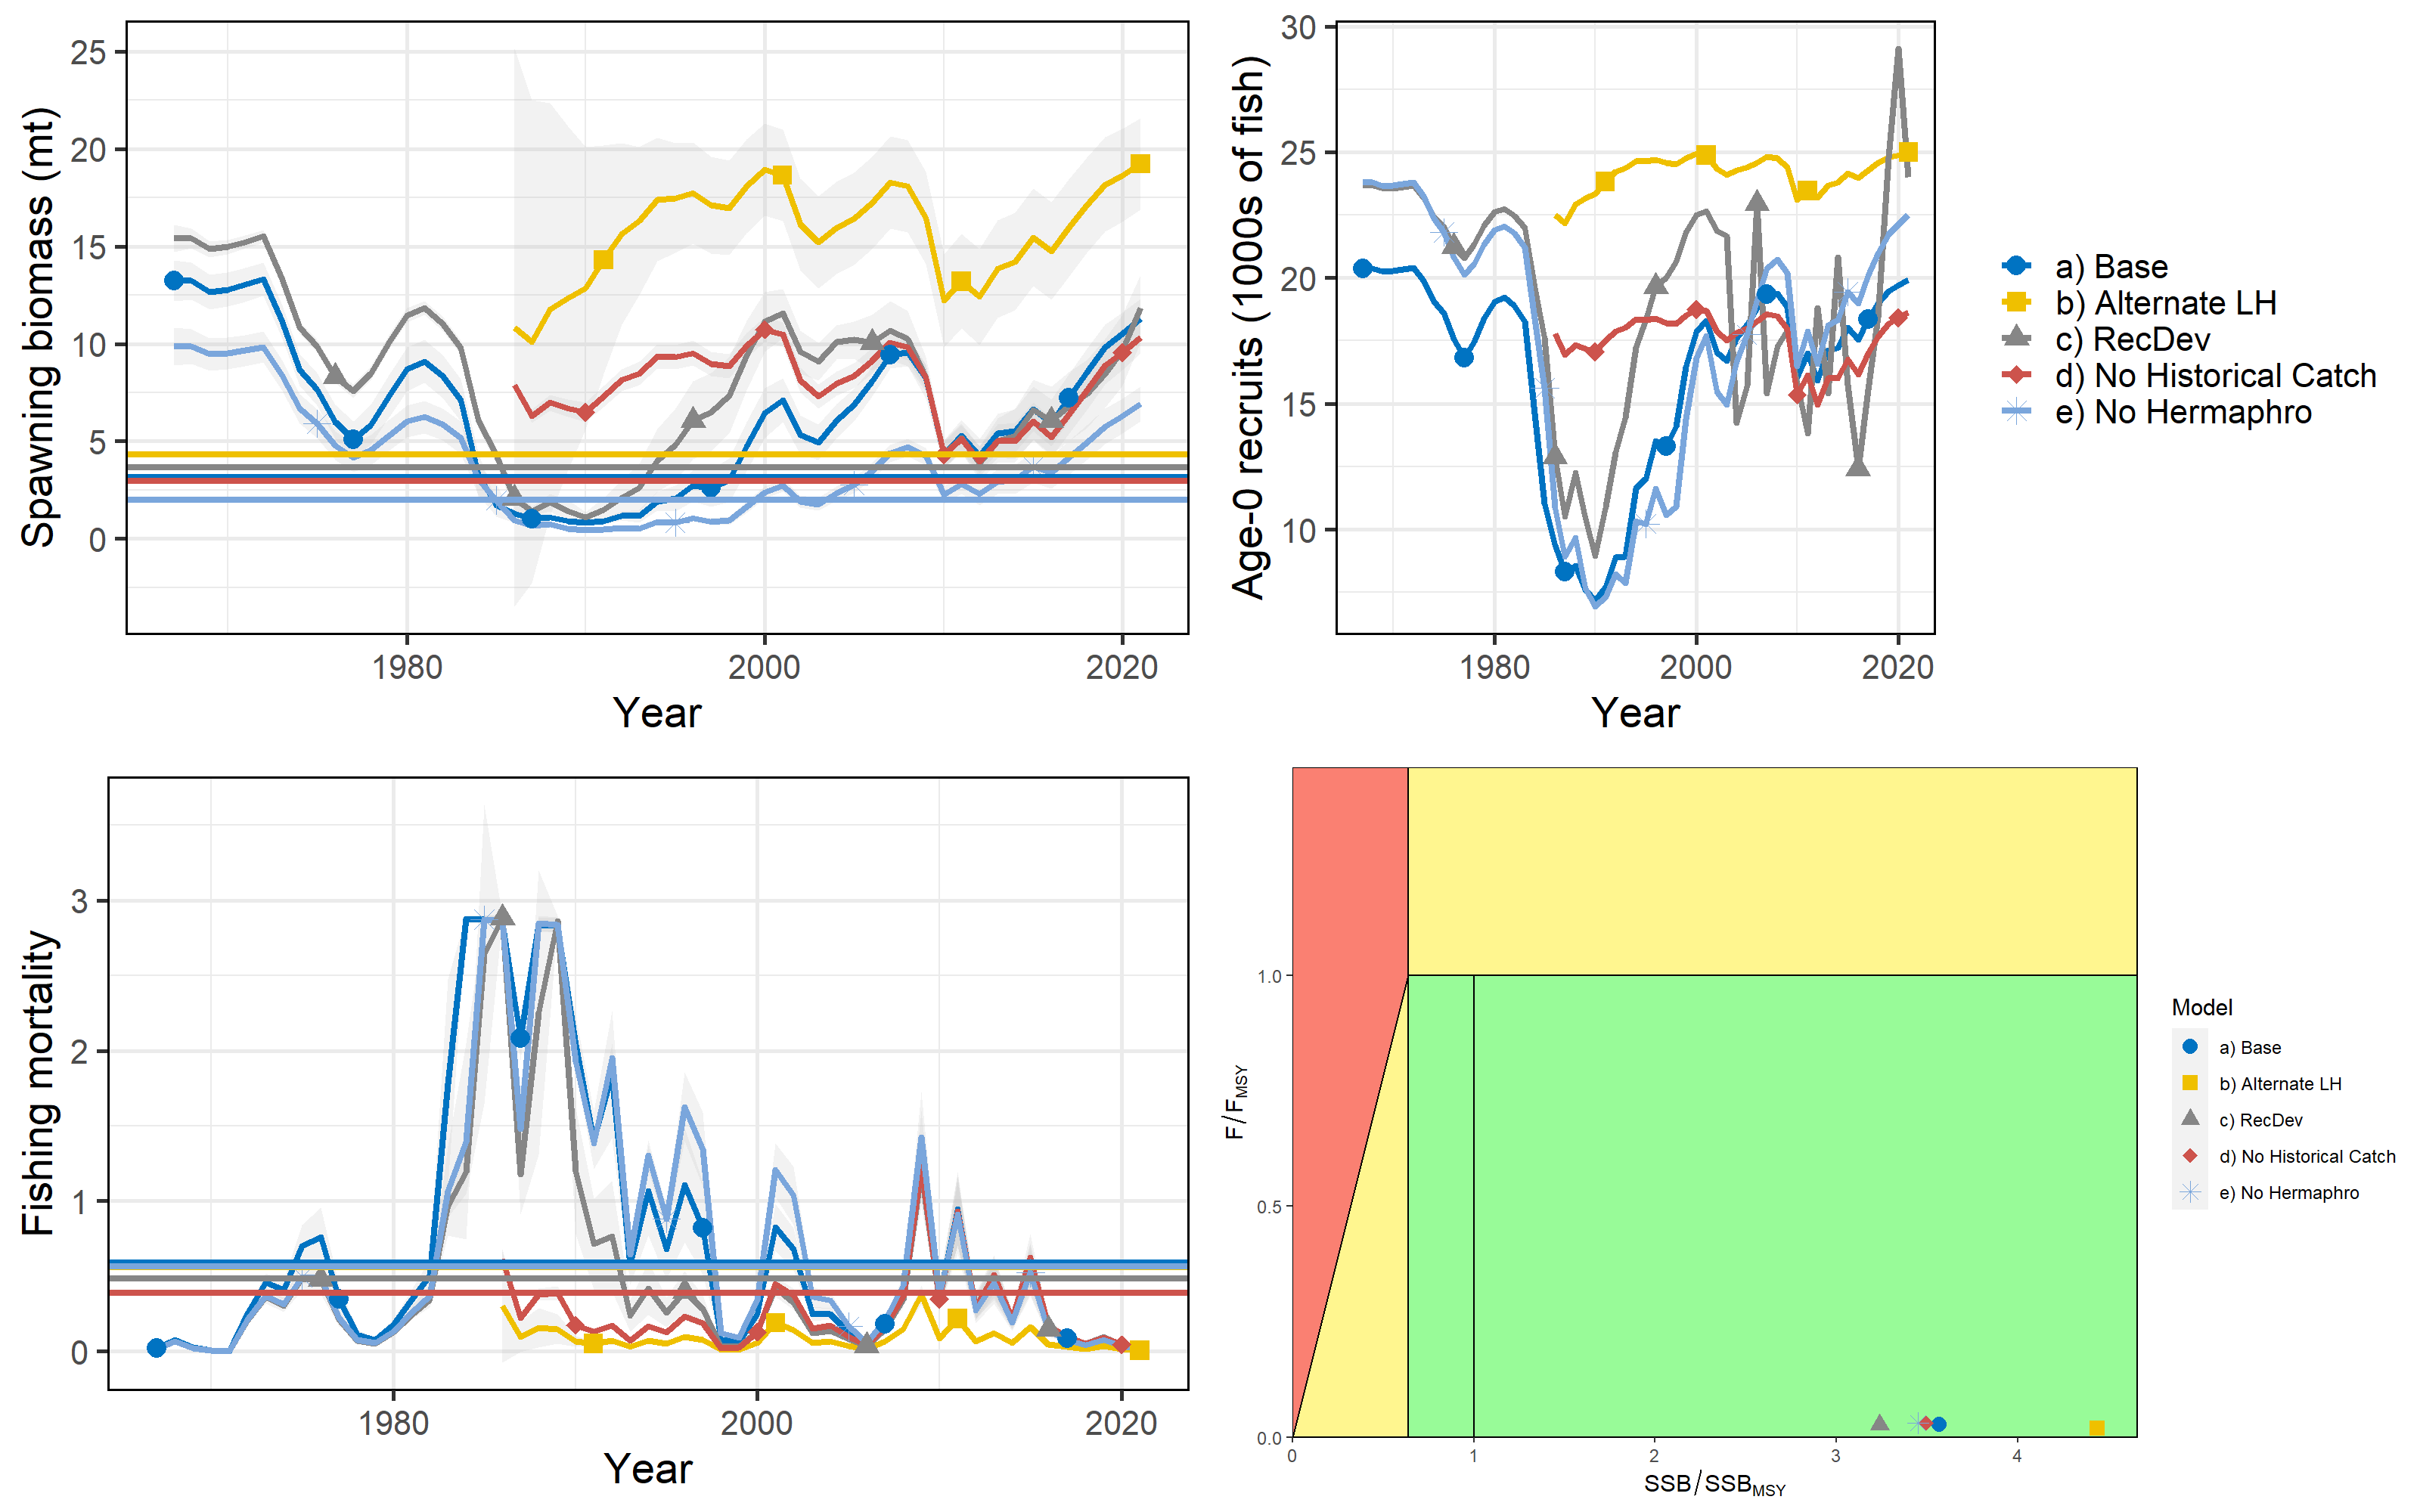 Spawning biomass (mt)
25
20
15
10
5
0
1980
2000
2020
Year
Age-0 recruits (1000s of fish)
30
25
20
15
10
1980
2000
2020
Year
a) Base
b) Alternate LH
c) RecDev
d) No Historical Catch
e) No Hermaphro
Fishing mortality
3
2
1
0
1980
2000
2020
Year
F/FMSY
1.0
0.5
0.0
0
1
2
3
4
SSB/SSBMSY
Model
a) Base
b) Alternate LH
c) RecDev
d) No Historical Catch
e) No Hermaphro